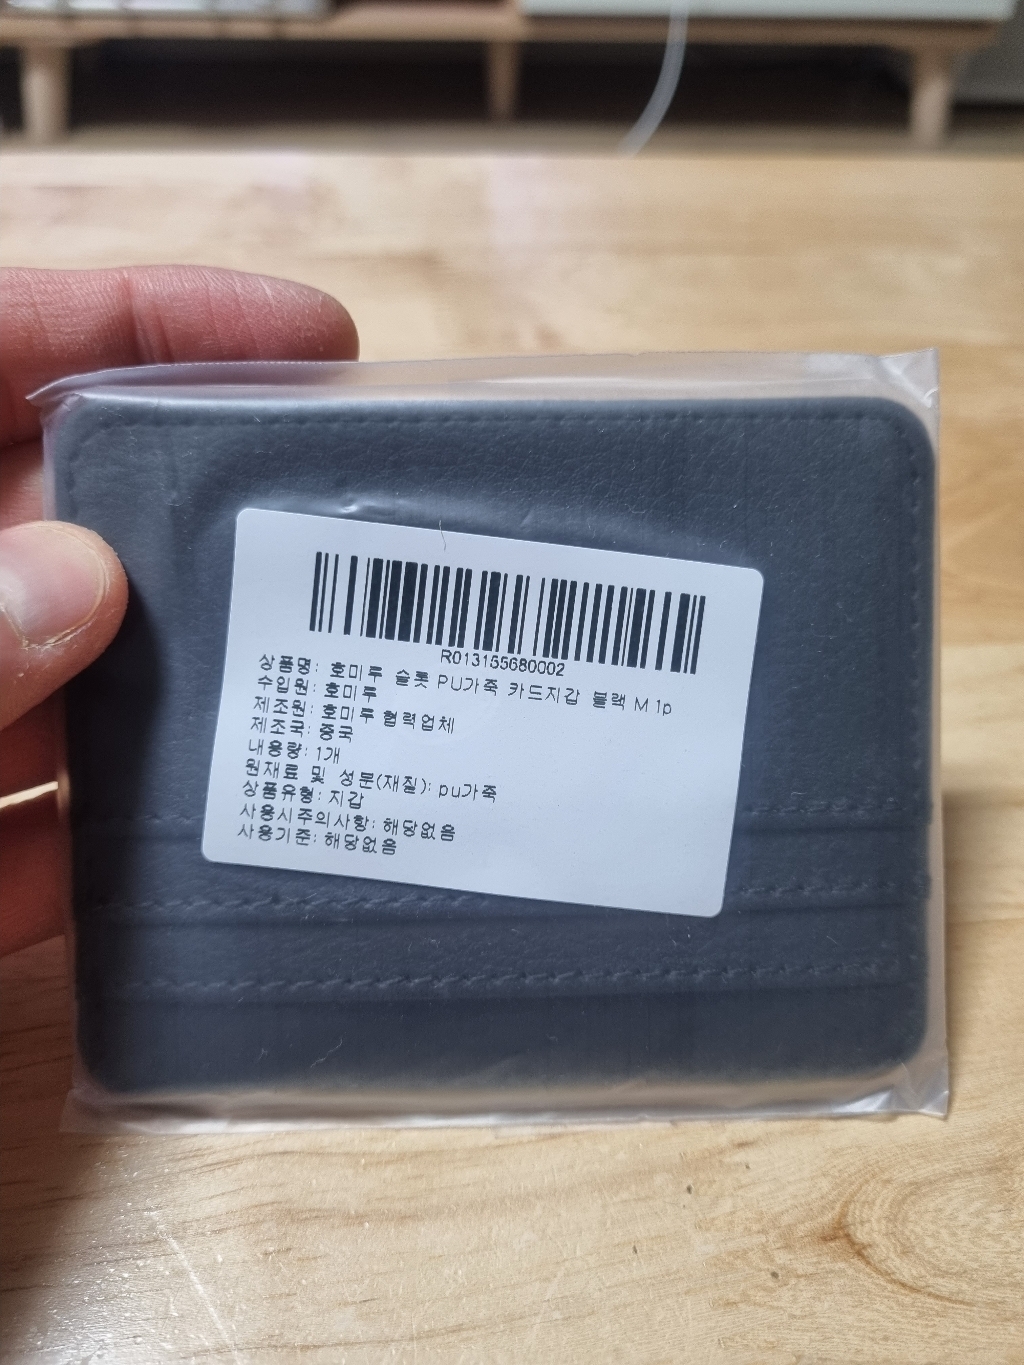 R013155680002
상품명: 호미루 슬롯 PU가죽 카드지갑 블랙 M 1p
수입원: 호미루
제조원: 호미루 협력업체
제조국: 중국
내용량: 1개
원재료 및 성분(재질): pu가죽
상품유형: 지갑
사용시주의사항: 해당없음
사용기준: 해당없음